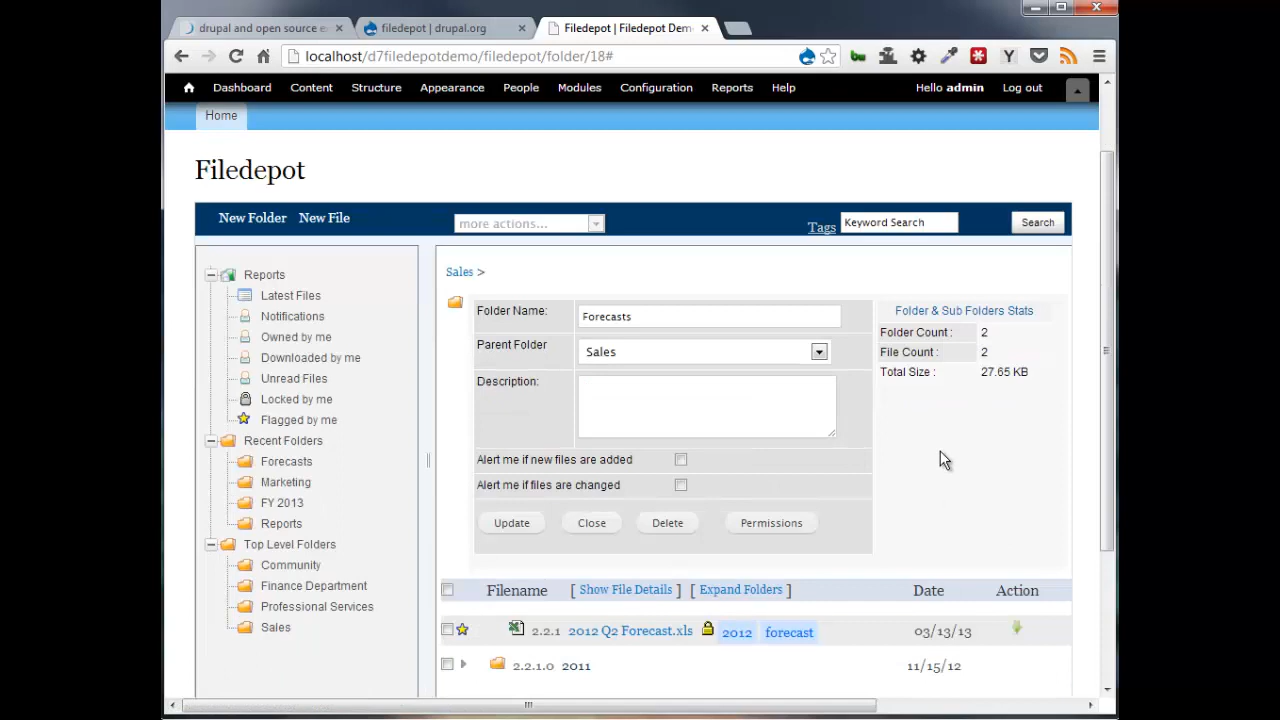 drupal and open source e
filedepot | drupal.org
Filedepot | Filedepot Dem
localhost/d7filedepotdemo/filedepot/folder/18#
Dashboard Content Structure Appearance People Modules Configuration Reports Help Hello admin Log out
Home
Filedepot
New Folder New File more actions... Tags Keyword Search Search
Reports
Latest Files
Notifications
Owned by me
Downloaded by me
Unread Files
Locked by me
Flagged by me
Recent Folders
Forecasts
Marketing
FY 2013
Reports
Top Level Folders
Community
Finance Department
Professional Services
Sales
Sales >
Folder Name: Forecasts
Parent Folder Sales
Description:
Alert me if new files are added
Alert me if files are changed
Update Close Delete Permissions
Folder & Sub Folders Stats
Folder Count : 2
File Count : 2
Total Size : 27.65 KB
Filename [ Show File Details ] [ Expand Folders ] Date Action
2.2.1 2012 Q2 Forecast.xls 2012 forecast 03/13/13
2.2.1.0 2011 11/15/12